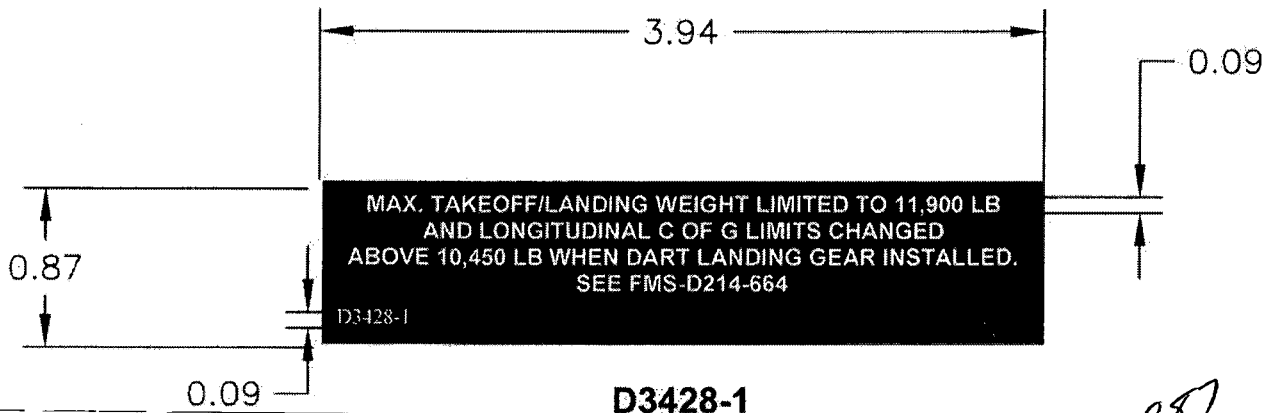 3.94
0.09
MAX. TAKEOFF/LANDING WEIGHT LIMITED TO 11,900 LB
AND LONGITUDINAL C OF G LIMITS CHANGED
ABOVE 10,450 LB WHEN DART LANDING GEAR INSTALLED.
SEE FMS-D214-664
0.87
D3428-1
0.09
D3428-1